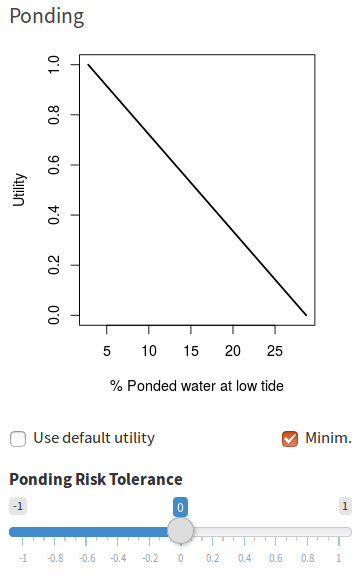 Ponding
1.0
0.8
0.6
0.4
0.2
0.0
Utility
5 10 15 20 25
% Ponded water at low tide
Use default utility Minim.
Ponding Risk Tolerance
-1 0 1
-1 -0.8 -0.6 -0.4 -0.2 0 0.2 0.4 0.6 0.8 1